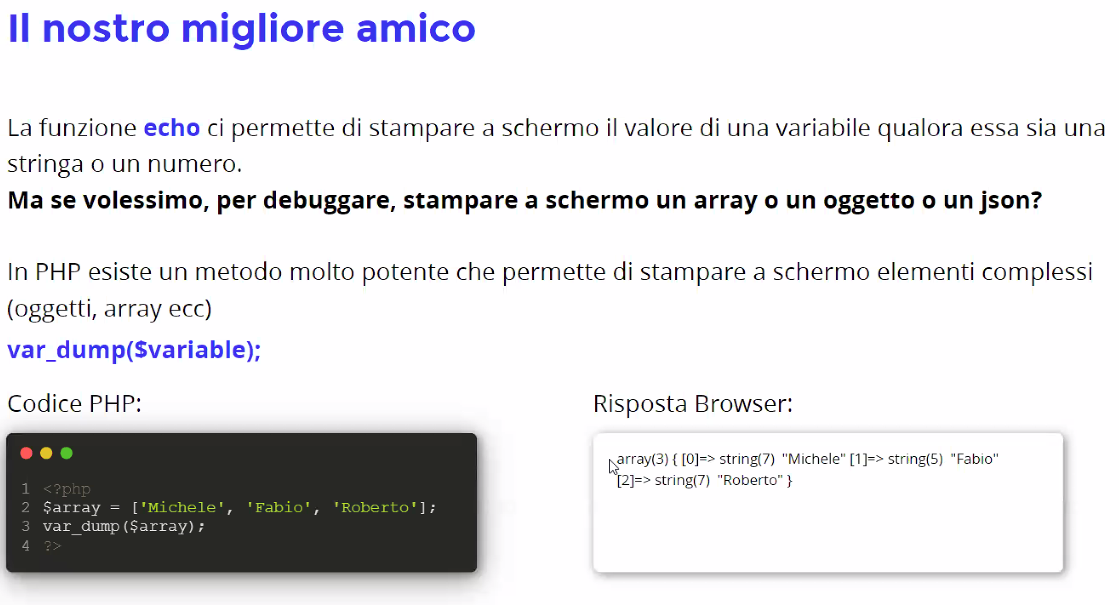 Il nostro migliore amico
La funzione echo ci permette di stampare a schermo il valore di una variabile qualora essa sia una
stringa o un numero.
Ma se volessimo, per debuggare, stampare a schermo un array o un oggetto o un json?
In PHP esiste un metodo molto potente che permette di stampare a schermo elementi complessi
(oggetti, array ecc)
var_dump($variable);
Codice PHP:
1 <?php
2 $array = ['Michele', 'Fabio', 'Roberto'];
3 var_dump($array);
4 ?>
Risposta Browser:
array(3) { [0]=> string(7) "Michele" [1]=> string(5) "Fabio"
[2]=> string(7) "Roberto" }